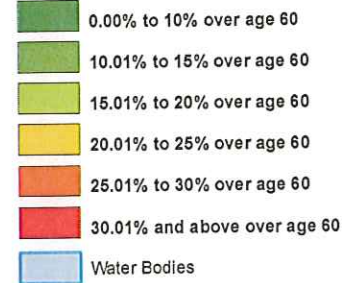 0.00% to 10% over age 60
10.01% to 15% over age 60
15.01% to 20% over age 60
20.01% to 25% over age 60
25.01% to 30% over age 60
30.01% and above over age 60
Water Bodies